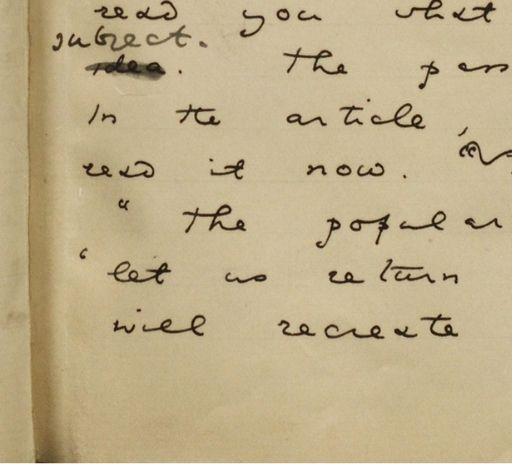 read you what
subject.
idea. The pass
In the article,
read it now.
" The popular
'let us return
will recreate